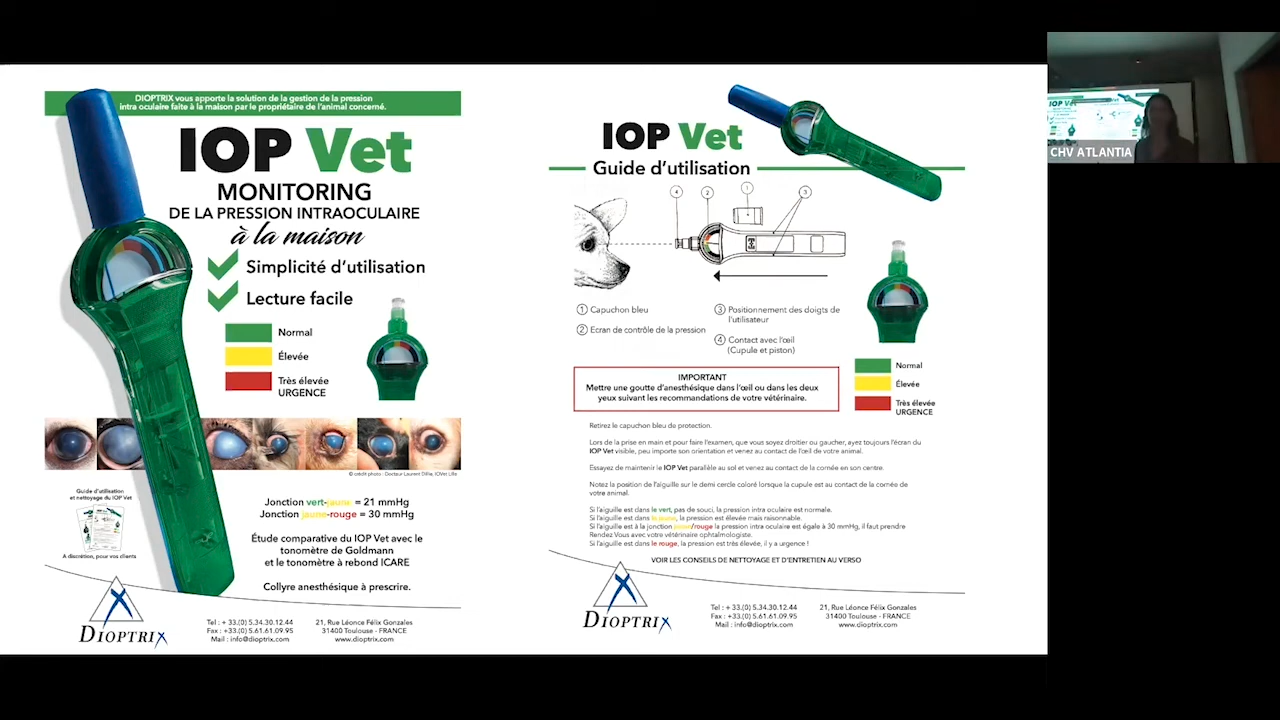 DIOPTRIX vous apporte la solution de la gestion de la pression
intra oculaire faite à la maison par le propriétaire de l'animal concerné.
IOP Vet
MONITORING
DE LA PRESSION INTRAOCULAIRE
à la maison
Simplicité d'utilisation
Lecture facile
Normal
Élevée
Très élevée
URGENCE
© crédit photo : Docteur Laurent
Guide d'utilisation
et nettoyage du IOP Vet
A discrétion, pour vos clients
Jonction vert-jaune = 21 mmHg
Jonction jaune-rouge = 30 mmHg
Étude comparative du IOP Vet avec le
tonomètre de Goldmann
et le tonomètre à rebond ICARE
Collyre anesthésique à prescrire.
DIOPTRIX
Tel : + 33.(0) 5.34.30.12.44
Fax : +33.(0) 5.61.61.09.95
Mail : info@dioptrix.com
21, Rue Léonce Félix Gonzales
31400 Toulouse - FRANCE
www.dioptrix.com
IOP Vet
Guide d'utilisation
4
2
1
3
1 Capuchon bleu
2 Ecran de contrôle de la pression
3 Positionnement des doigts de
l'utilisateur
4 Contact avec l'œil
(Cupule et piston)
IMPORTANT
Mettre une goutte d'anesthésique dans l'œil ou dans les deux
yeux suivant les recommandations de votre vétérinaire.
Normal
Élevée
Très élevée
URGENCE
Retirez le capuchon bleu de protection.
Lors de la prise en main et pour faire l'examen, que vous soyez droitier ou gaucher, ayez toujours l'écran du
IOP Vet visible, peu importe son orientation et venez au contact de l'œil de votre animal.
Essayez de maintenir le IOP Vet parallèle au sol et venez au contact de la cornée en son centre.
Notez la position de l'aiguille sur le demi cercle coloré lorsque la cupule est au contact de la cornée de
votre animal.
Si l'aiguille est dans le vert, pas de souci, la pression intra oculaire est normale.
Si l'aiguille est dans le jaune, la pression est élevée mais raisonnable.
Si l'aiguille est à la jonction jaune/rouge la pression intra oculaire est égale à 30 mmHg, il faut prendre
Rendez Vous avec votre vétérinaire ophtalmologiste.
Si l'aiguille est dans le rouge, la pression est très élevée, il y a urgence !
VOIR LES CONSEILS DE NETTOYAGE ET D'ENTRETIEN AU VERSO
DIOPTRIX
Tel : + 33.(0) 5.34.30.12.44
Fax : +33.(0) 5.61.61.09.95
Mail : info@dioptrix.com
21, Rue Léonce Félix Gonzales
31400 Toulouse - FRANCE
www.dioptrix.com
IOP Vet
CHV ATLANTIA